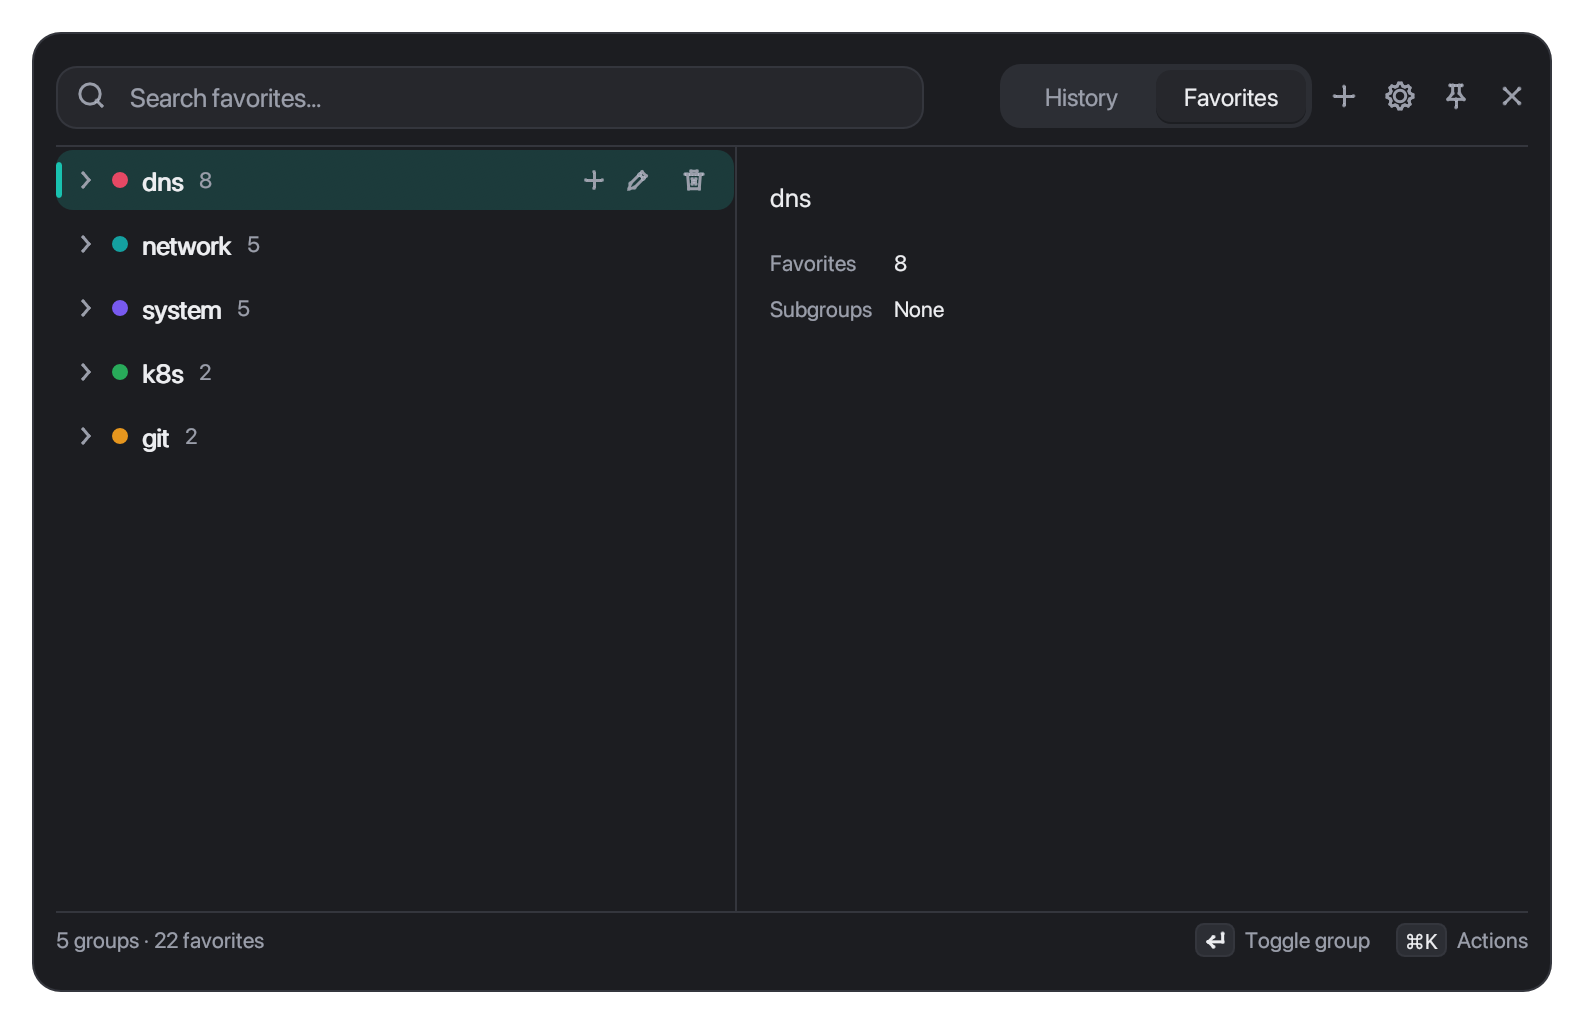 Search favorites...
History
Favorites
dns 8
network 5
system 5
k8s 2
git 2
dns
Favorites 8
Subgroups None
5 groups · 22 favorites
Toggle group
⌘K Actions